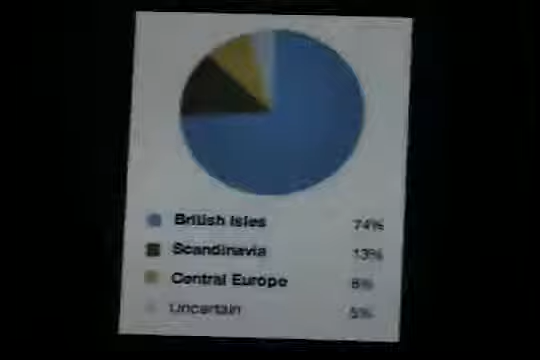 British Isles 74%
Scandinavia 13%
Central Europe 8%
Uncertain 5%